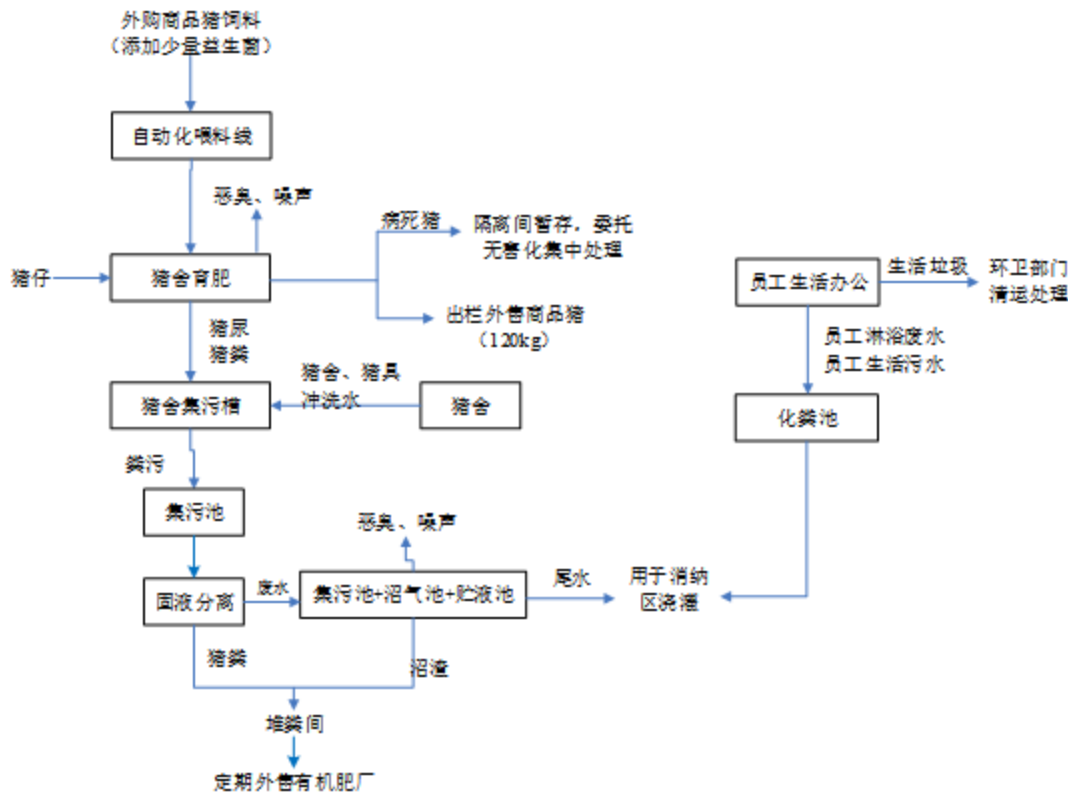 外购商品猪饲料
（添加少量益生菌）
自动化喂料线
恶臭、噪声
病死猪
隔离间暂存，委托
无害化集中处理
猪仔
猪舍育肥
出栏外售商品猪
（120kg）
员工生活办公
生活垃圾
环卫部门
清运处理
猪尿
猪粪
员工淋浴废水
员工生活污水
猪舍、猪具
冲洗水
猪舍集污槽
猪舍
化粪池
粪污
集污池
恶臭、噪声
固液分离
废水
集污池+沼气池+贮液池
尾水
用于消纳
区浇灌
猪粪
沼渣
堆粪间
定期外售有机肥厂